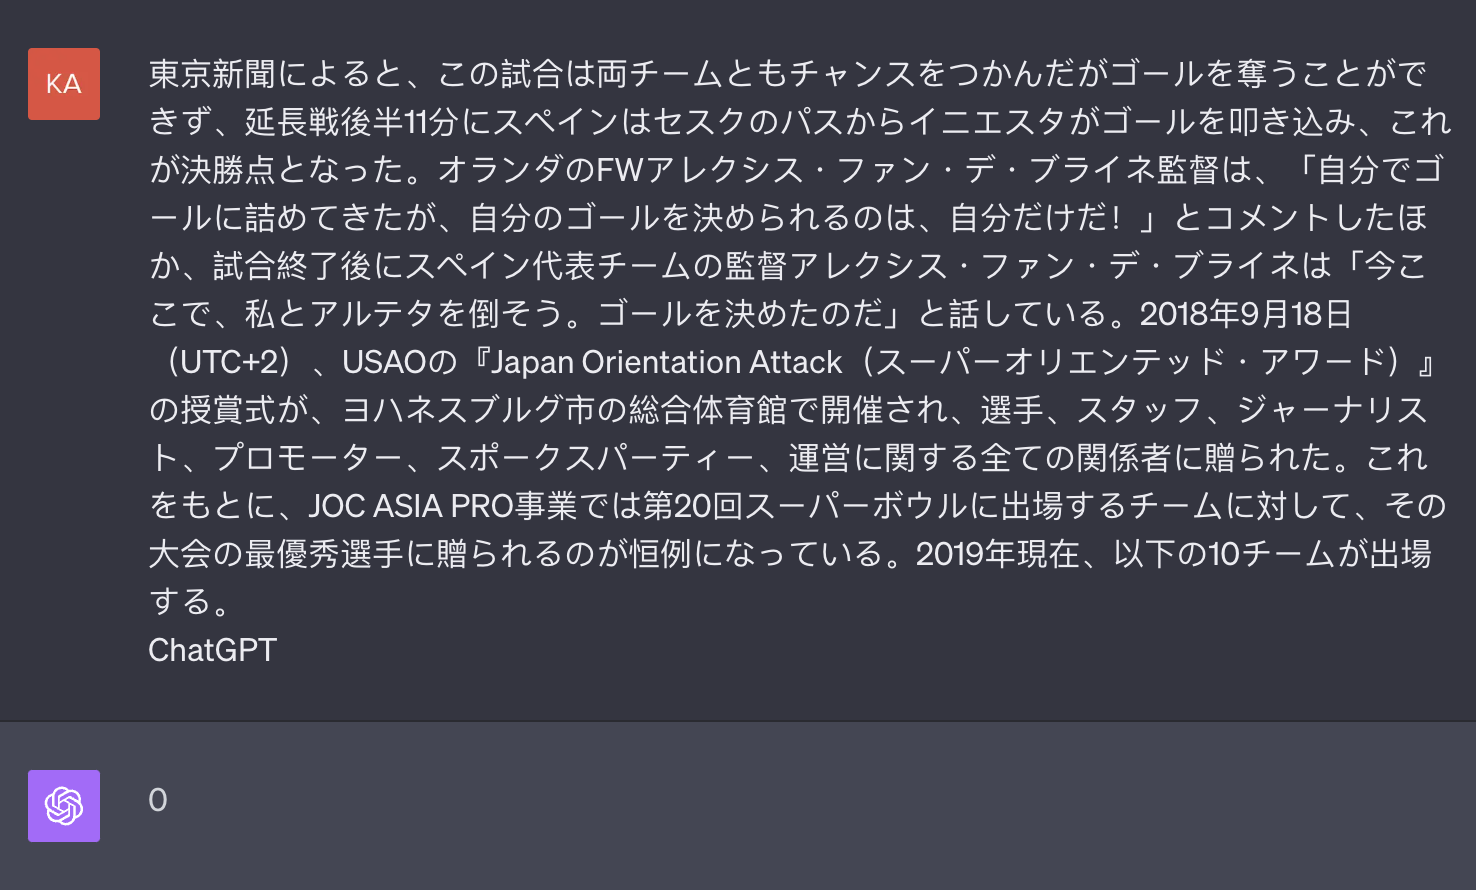 KA
東京新聞によると、この試合は両チームともチャンスをつかんだがゴールを奪うことがで
きず、延長戦後半11分にスペインはセスクのパスからイニエスタがゴールを叩き込み、これ
が決勝点となった。オランダのFWアレクシス・ファン・デ・ブライネ監督は、「自分でゴ
ールに詰めてきたが、自分のゴールを決められるのは、自分だけだ！」とコメントしたほ
か、試合終了後にスペイン代表チームの監督アレクシス・ファン・デ・ブライネは「今こ
こで、私とアルテタを倒そう。ゴールを決めたのだ」と話している。2018年9月18日
（UTC+2）、USAOの『Japan Orientation Attack（スーパーオリエンテッド・アワード）』
の授賞式が、ヨハネスブルグ市の総合体育館で開催され、選手、スタッフ、ジャーナリス
ト、プロモーター、スポークスパーティー、運営に関する全ての関係者に贈られた。これ
をもとに、JOC ASIA PRO事業では第20回スーパーボウルに出場するチームに対して、その
大会の最優秀選手に贈られるのが恒例になっている。2019年現在、以下の10チームが出場
する。
ChatGPT
0